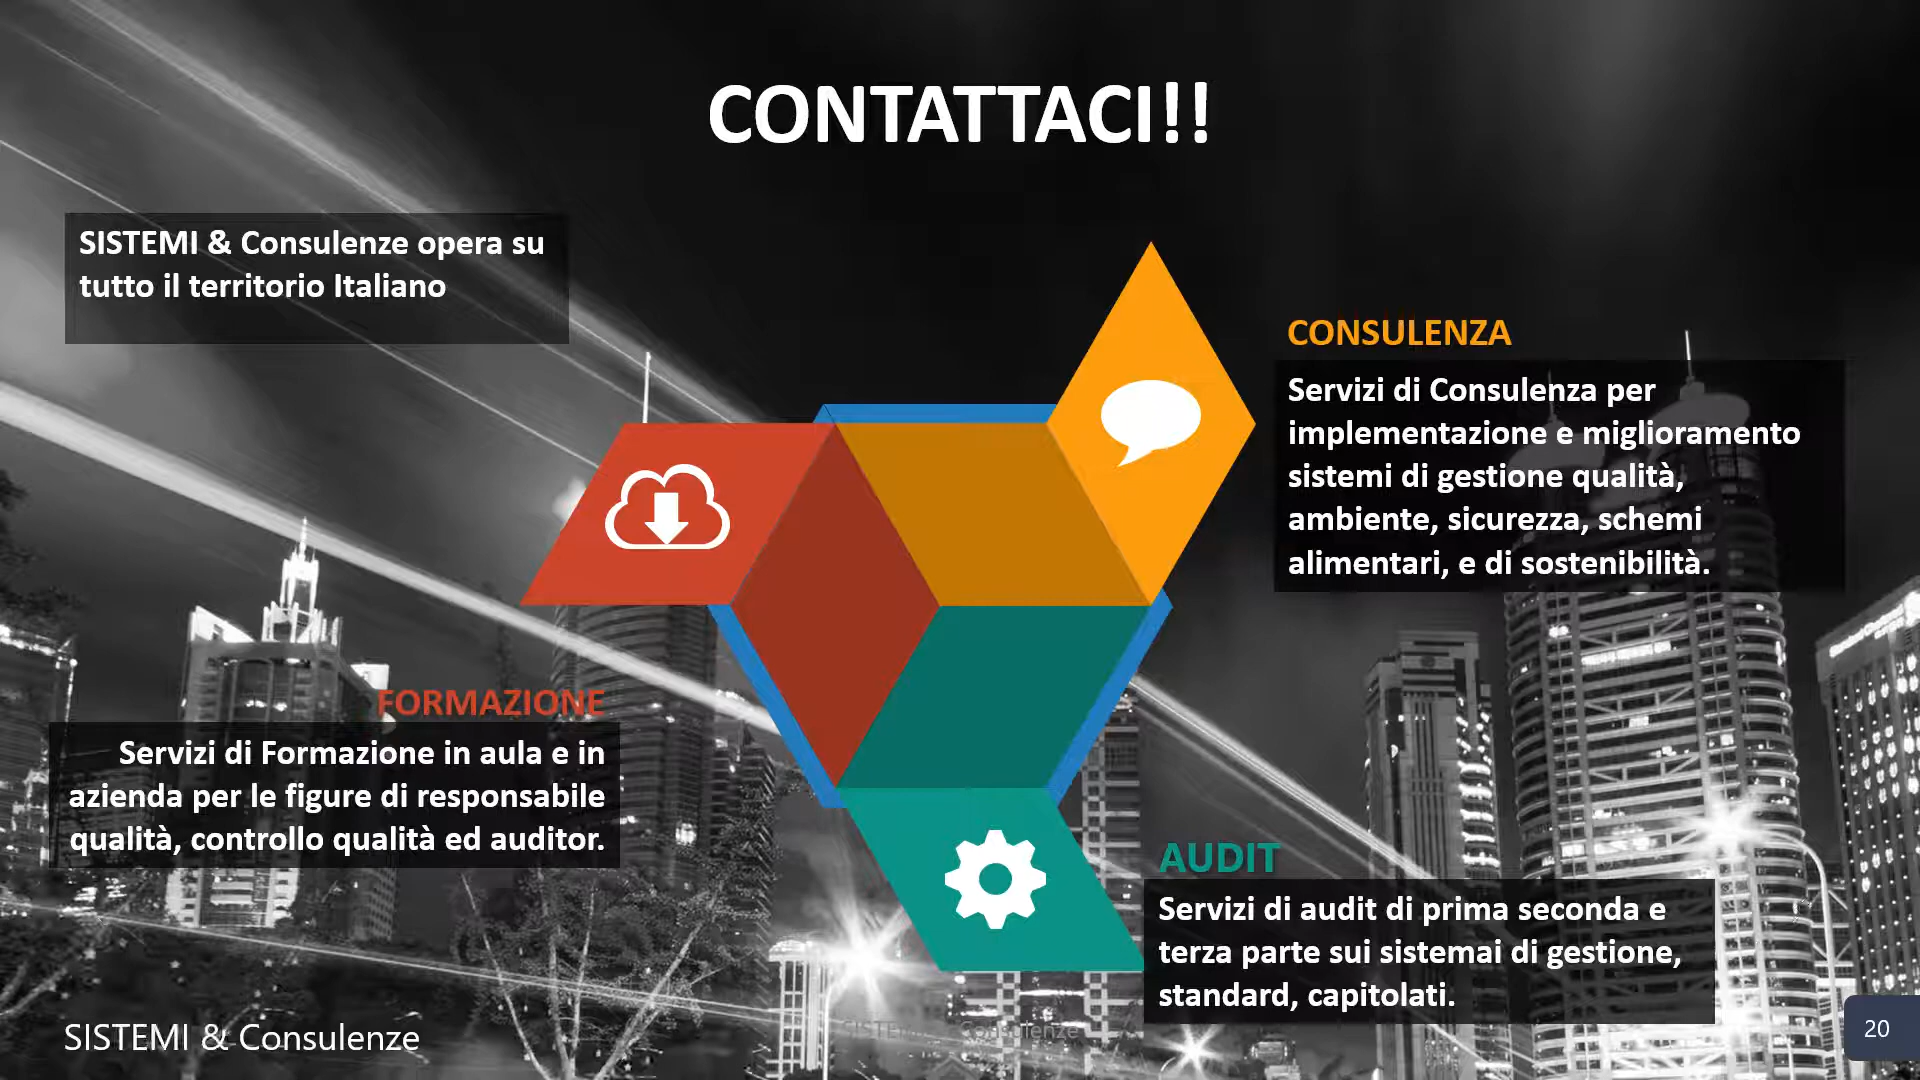 CONTATTACI!!
SISTEMI & Consulenze opera su
tutto il territorio Italiano
CONSULENZA
Servizi di Consulenza per
implementazione e miglioramento
sistemi di gestione qualità,
ambiente, sicurezza, schemi
alimentari, e di sostenibilità.
FORMAZIONE
Servizi di Formazione in aula e in
azienda per le figure di responsabile
qualità, controllo qualità ed auditor.
AUDIT
Servizi di audit di prima seconda e
terza parte sui sistemai di gestione,
standard, capitolati.
SISTEMI & Consulenze
SISTEMI & Consulenze
20